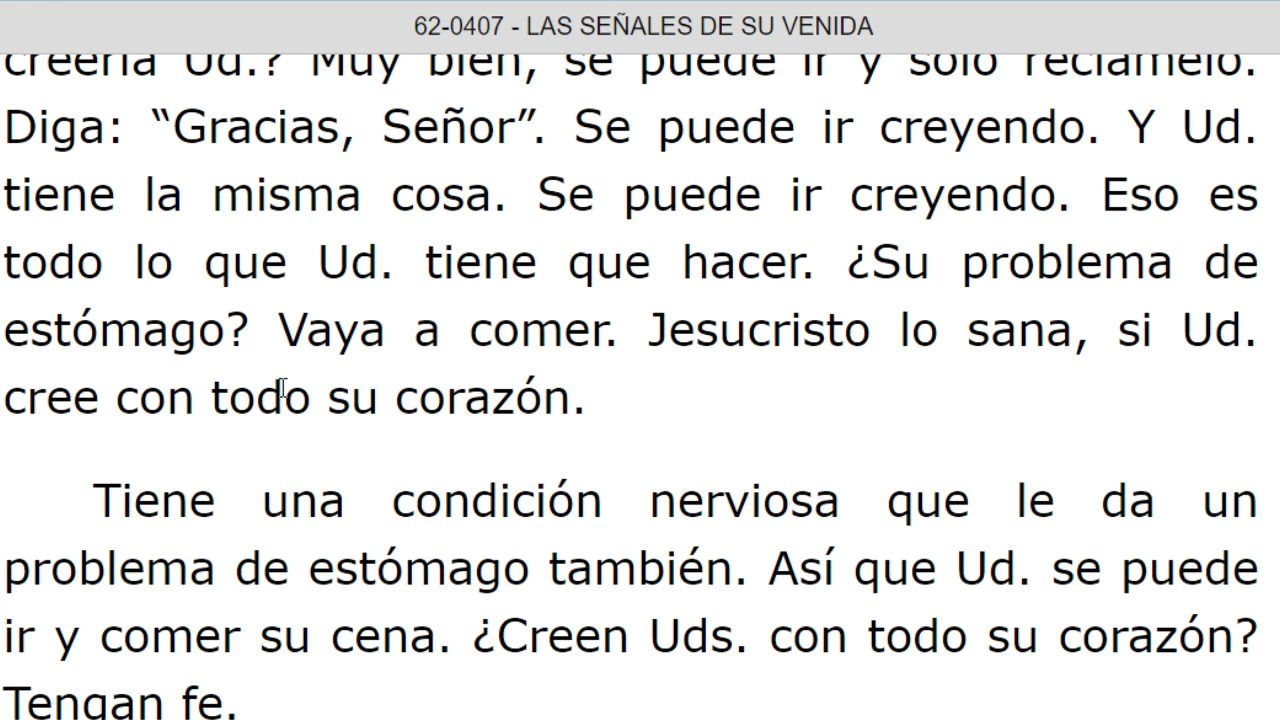 62-0407 - LAS SEÑALES DE SU VENIDA
creería Ud.? Muy bien, se puede ir y sólo reclámelo.
Diga: “Gracias, Señor”. Se puede ir creyendo. Y Ud.
tiene la misma cosa. Se puede ir creyendo. Eso es
todo lo que Ud. tiene que hacer. ¿Su problema de
estómago? Vaya a comer. Jesucristo lo sana, si Ud.
cree con todo su corazón.
Tiene una condición nerviosa que le da un
problema de estómago también. Así que Ud. se puede
ir y comer su cena. ¿Creen Uds. con todo su corazón?
Tengan fe.